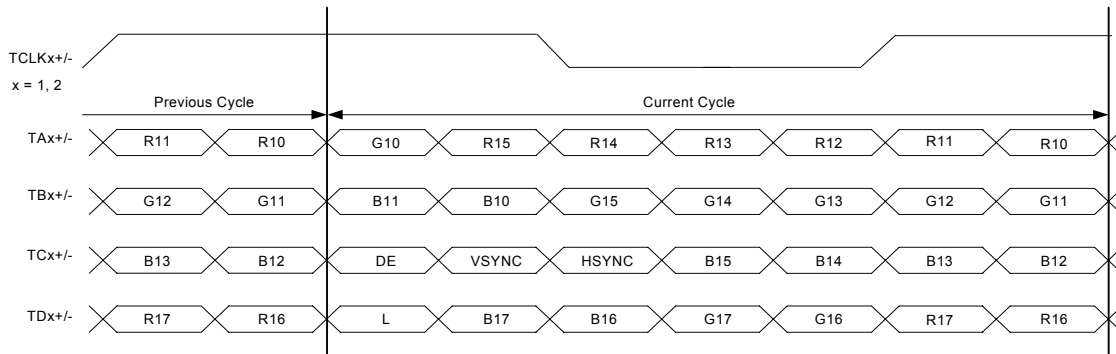 TCLKx+/-
x = 1, 2
Previous Cycle Current Cycle
TAx+/- R11 R10 G10 R15 R14 R13 R12 R11 R10
TBx+/- G12 G11 B11 B10 G15 G14 G13 G12 G11
TCx+/- B13 B12 DE VSYNC HSYNC B15 B14 B13 B12
TDx+/- R17 R16 L B17 B16 G17 G16 R17 R16